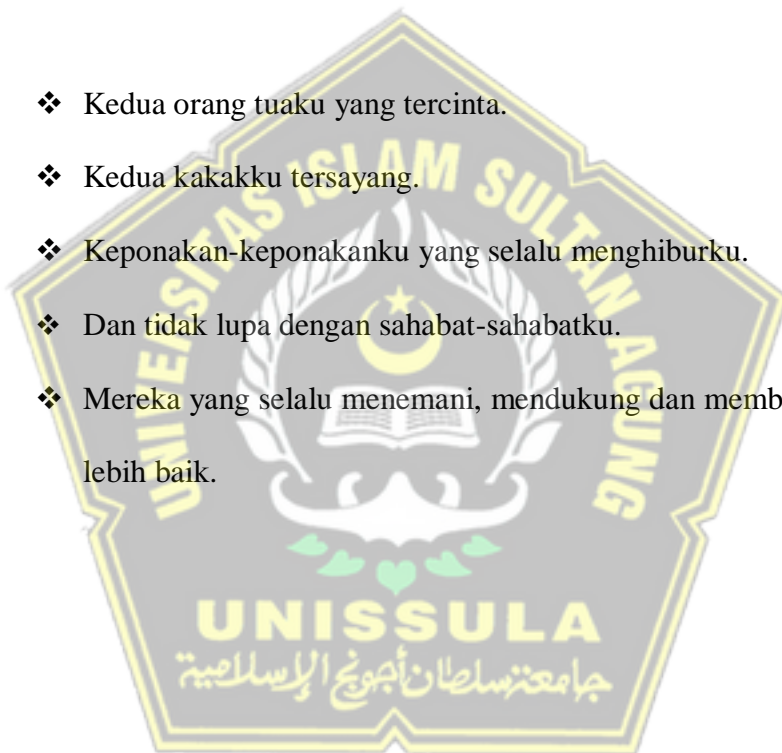 ❖ Kedua orang tuaku yang tercinta.
❖ Kedua kakakku tersayang.
❖ Keponakan-keponakanku yang selalu menghiburku.
❖ Dan tidak lupa dengan sahabat-sahabatku.
❖ Mereka yang selalu menemani, mendukung dan memb
lebih baik.
UNIVERSITAS ISLAM SULTAN AGUNG
UNISSULA
جامعة سلطان أجونج الإسلامية